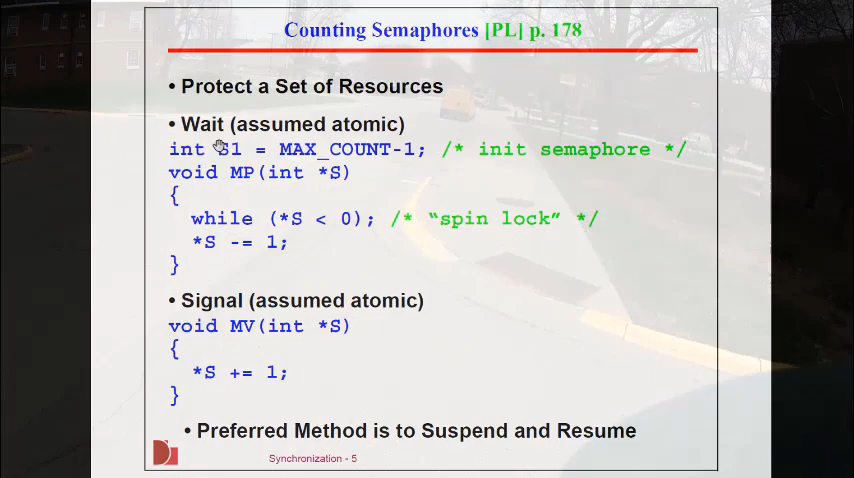 Counting Semaphores [PL] p. 178
• Protect a Set of Resources
• Wait (assumed atomic)
int S1 = MAX_COUNT-1; /* init semaphore */
void MP(int *S)
{
while (*S < 0); /* “spin lock” */
*S -= 1;
}
• Signal (assumed atomic)
void MV(int *S)
{
*S += 1;
}
• Preferred Method is to Suspend and Resume
Synchronization - 5